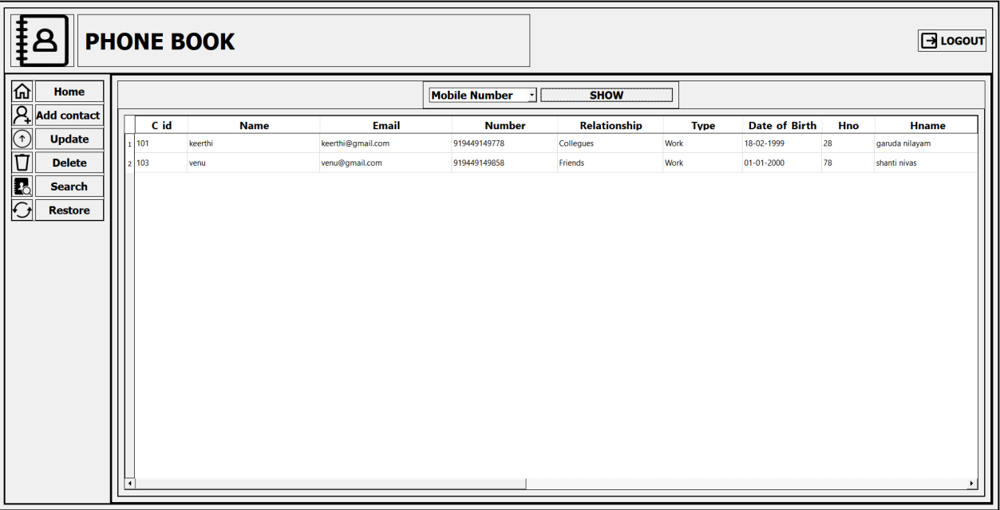 PHONE BOOK
LOGOUT
Home
Add contact
Update
Delete
Search
Restore
Mobile Number SHOW
C id Name Email Number Relationship Type Date of Birth Hno Hname
1 101 keerthi keerthi@gmail.com 919449149778 Collegues Work 18-02-1999 28 garuda nilayam
2 103 venu venu@gmail.com 919449149858 Friends Work 01-01-2000 78 shanti nivas